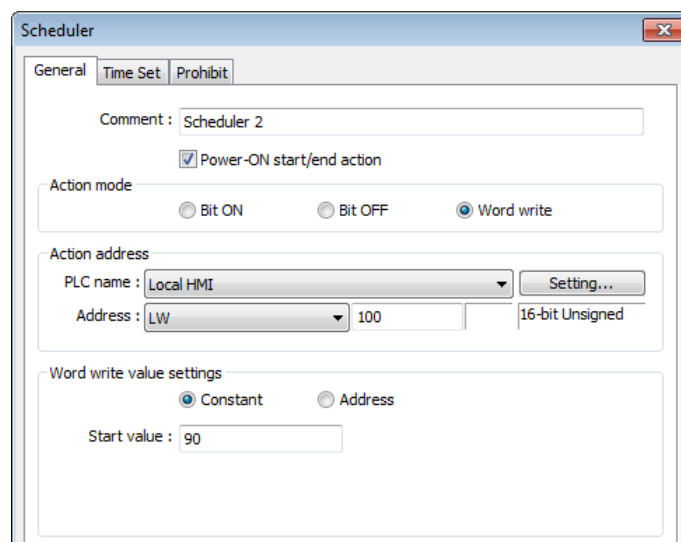 Scheduler
General Time Set Prohibit
Comment : Scheduler 2
Power-ON start/end action
Action mode
Bit ON Bit OFF Word write
Action address
PLC name : Local HMI Setting...
Address : LW 100 16-bit Unsigned
Word write value settings
Constant Address
Start value : 90